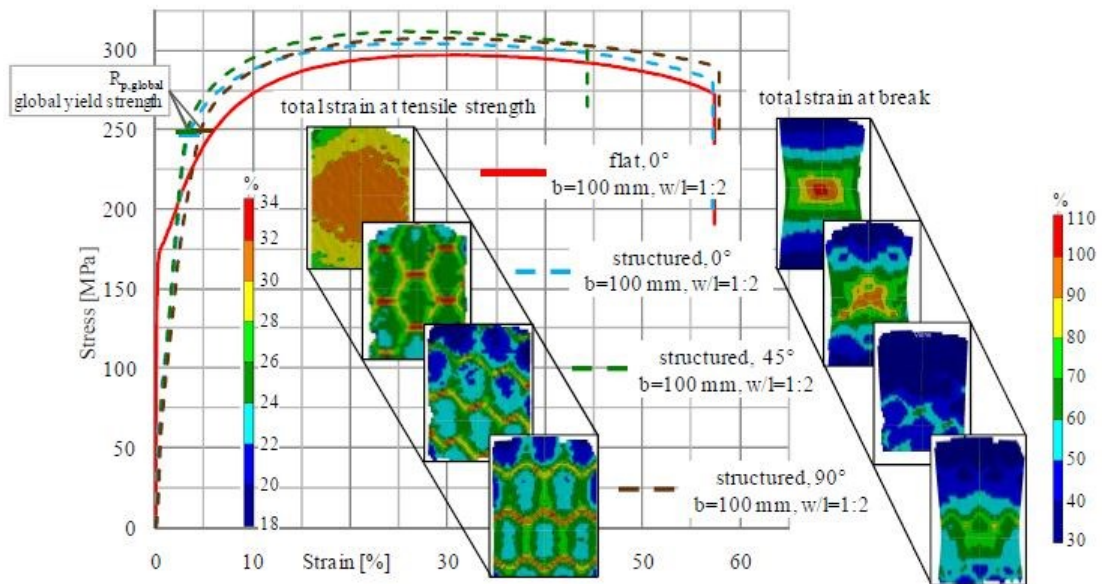 300
R_p,global
global yield strength
250
200
150
100
50
0
Stress [MPa]
0
10
Strain [%]
30
50
60
%
34
32
30
28
26
24
22
20
18
total strain at tensile strength
total strain at break
flat, 0°
b=100 mm, w/l=1:2
structured, 0°
b=100 mm, w/l=1:2
structured, 45°
b=100 mm, w/l=1:2
structured, 90°
b=100 mm, w/l=1:2
%
110
100
90
80
70
60
50
40
30